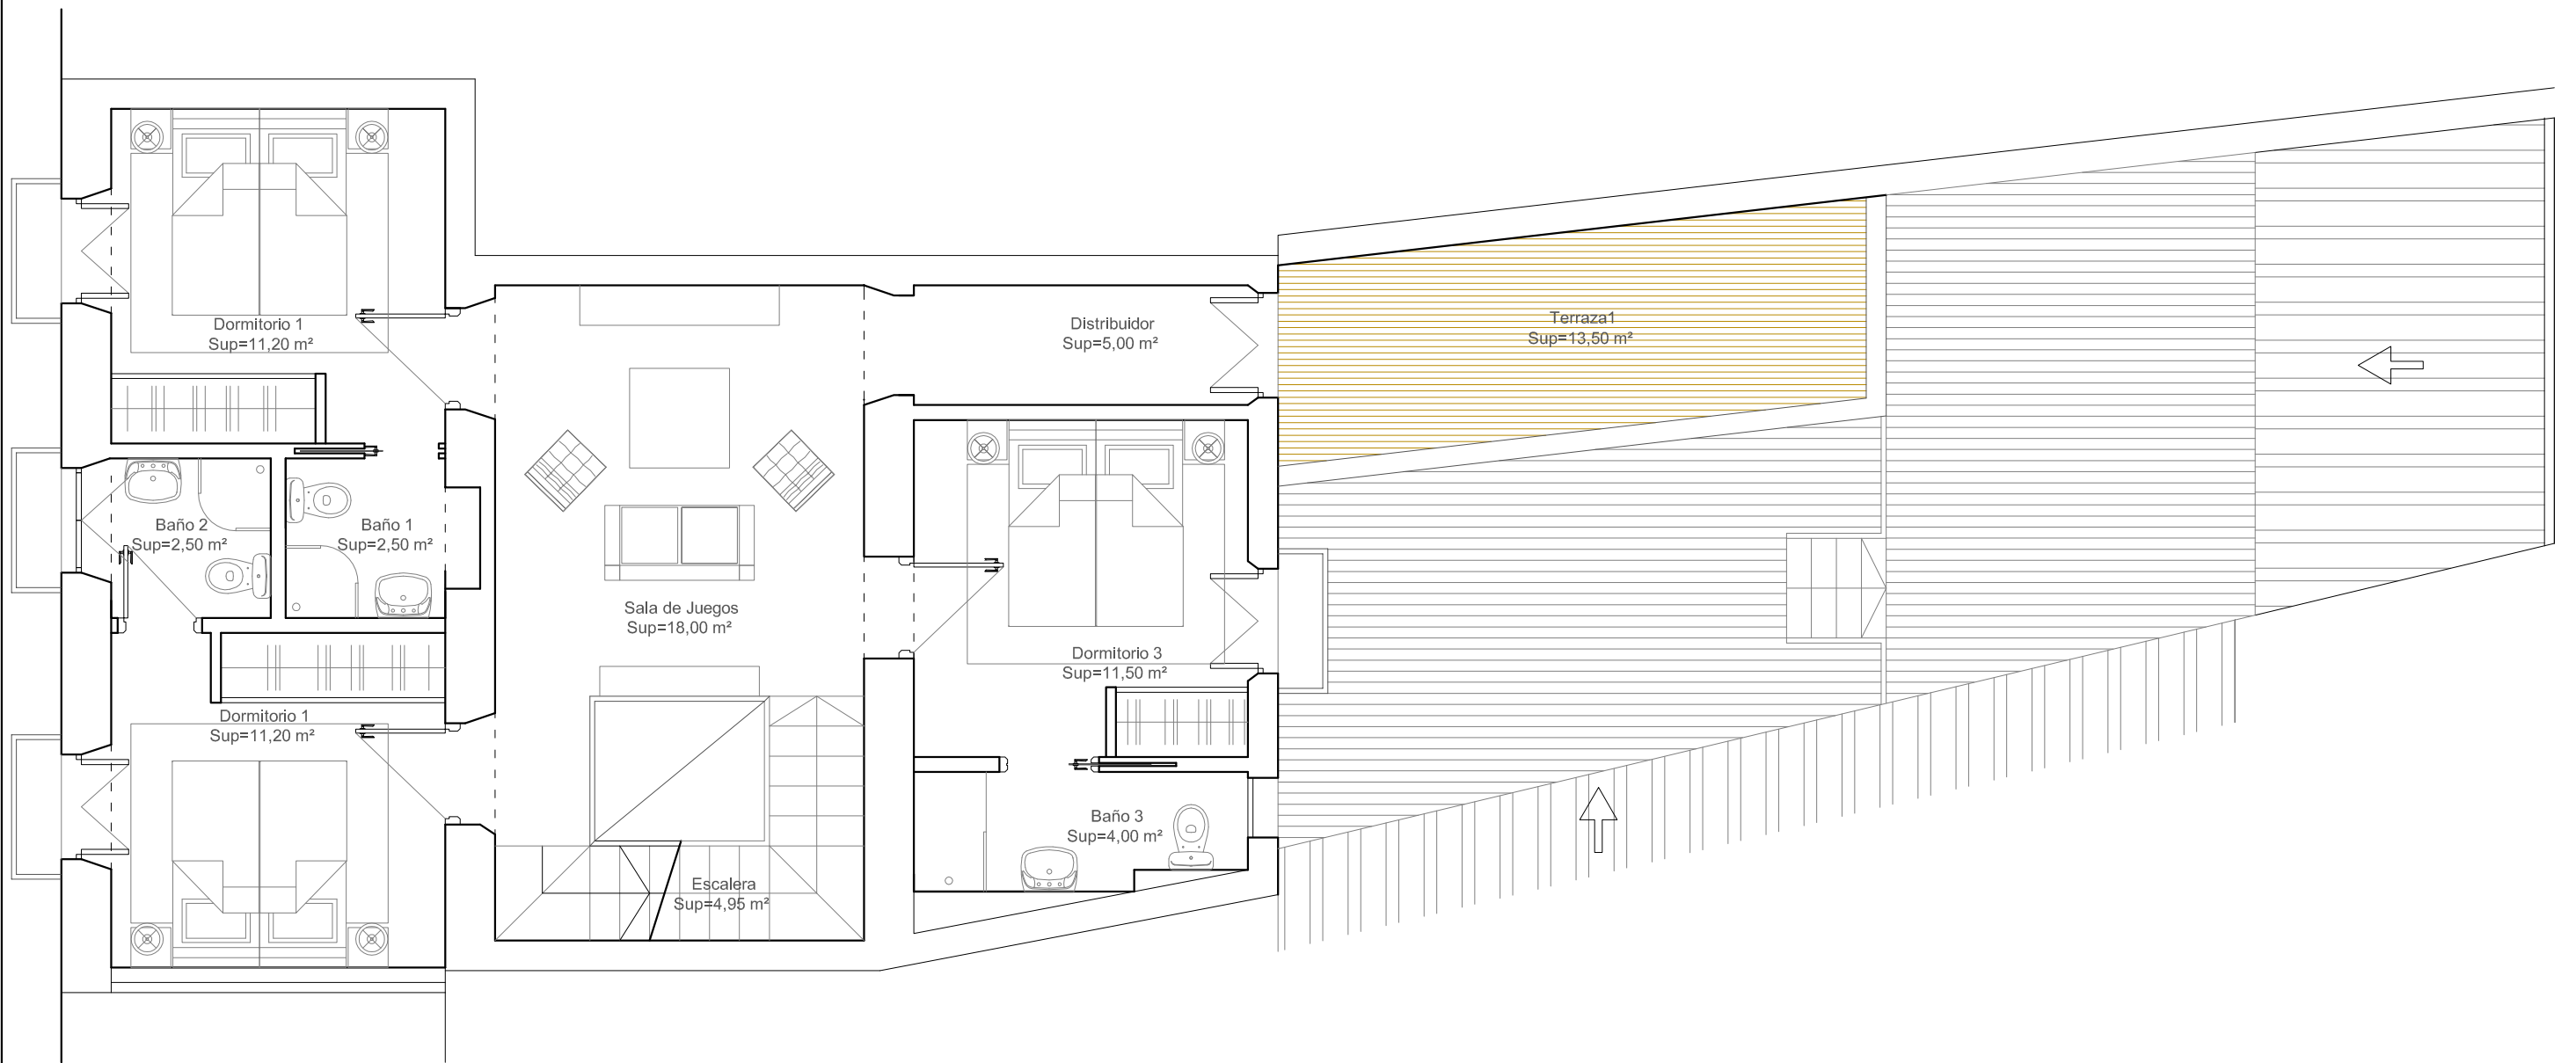 Dormitorio 1
Sup=11,20 m²
Distribuidor
Sup=5,00 m²
Terraza1
Sup=13,50 m²
Baño 2
Sup=2,50 m²
Baño 1
Sup=2,50 m²
Sala de Juegos
Sup=18,00 m²
Dormitorio 3
Sup=11,50 m²
Dormitorio 1
Sup=11,20 m²
Baño 3
Sup=4,00 m²
Escalera
Sup=4,95 m²